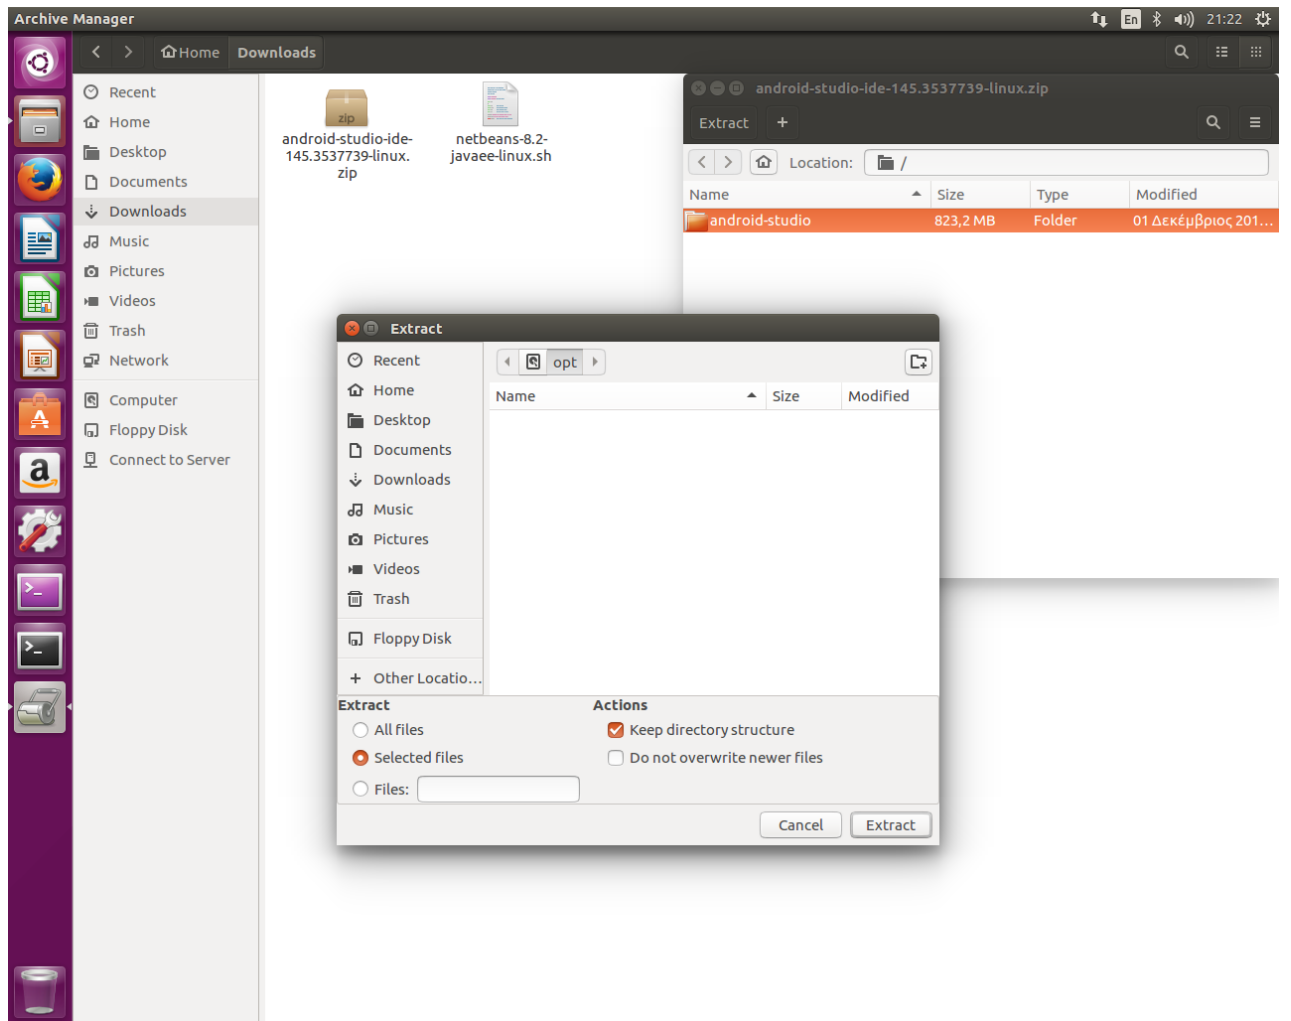 Archive Manager
En
21:22
Home
Downloads
Recent
Home
Desktop
Documents
Downloads
Music
Pictures
Videos
Trash
Network
Computer
Floppy Disk
Connect to Server
zip
android-studio-ide-
145.3537739-linux.
zip
netbeans-8.2-
javaee-linux.sh
android-studio-ide-145.3537739-linux.zip
Extract +
Location: /
Name Size Type Modified
android-studio 823,2 MB Folder 01 Δεκέμβριος 201...
Extract
Recent
Home
Desktop
Documents
Downloads
Music
Pictures
Videos
Trash
Floppy Disk
+ Other Locatio...
opt
Name Size Modified
Extract
All files
Selected files
Files:
Actions
Keep directory structure
Do not overwrite newer files
Cancel Extract